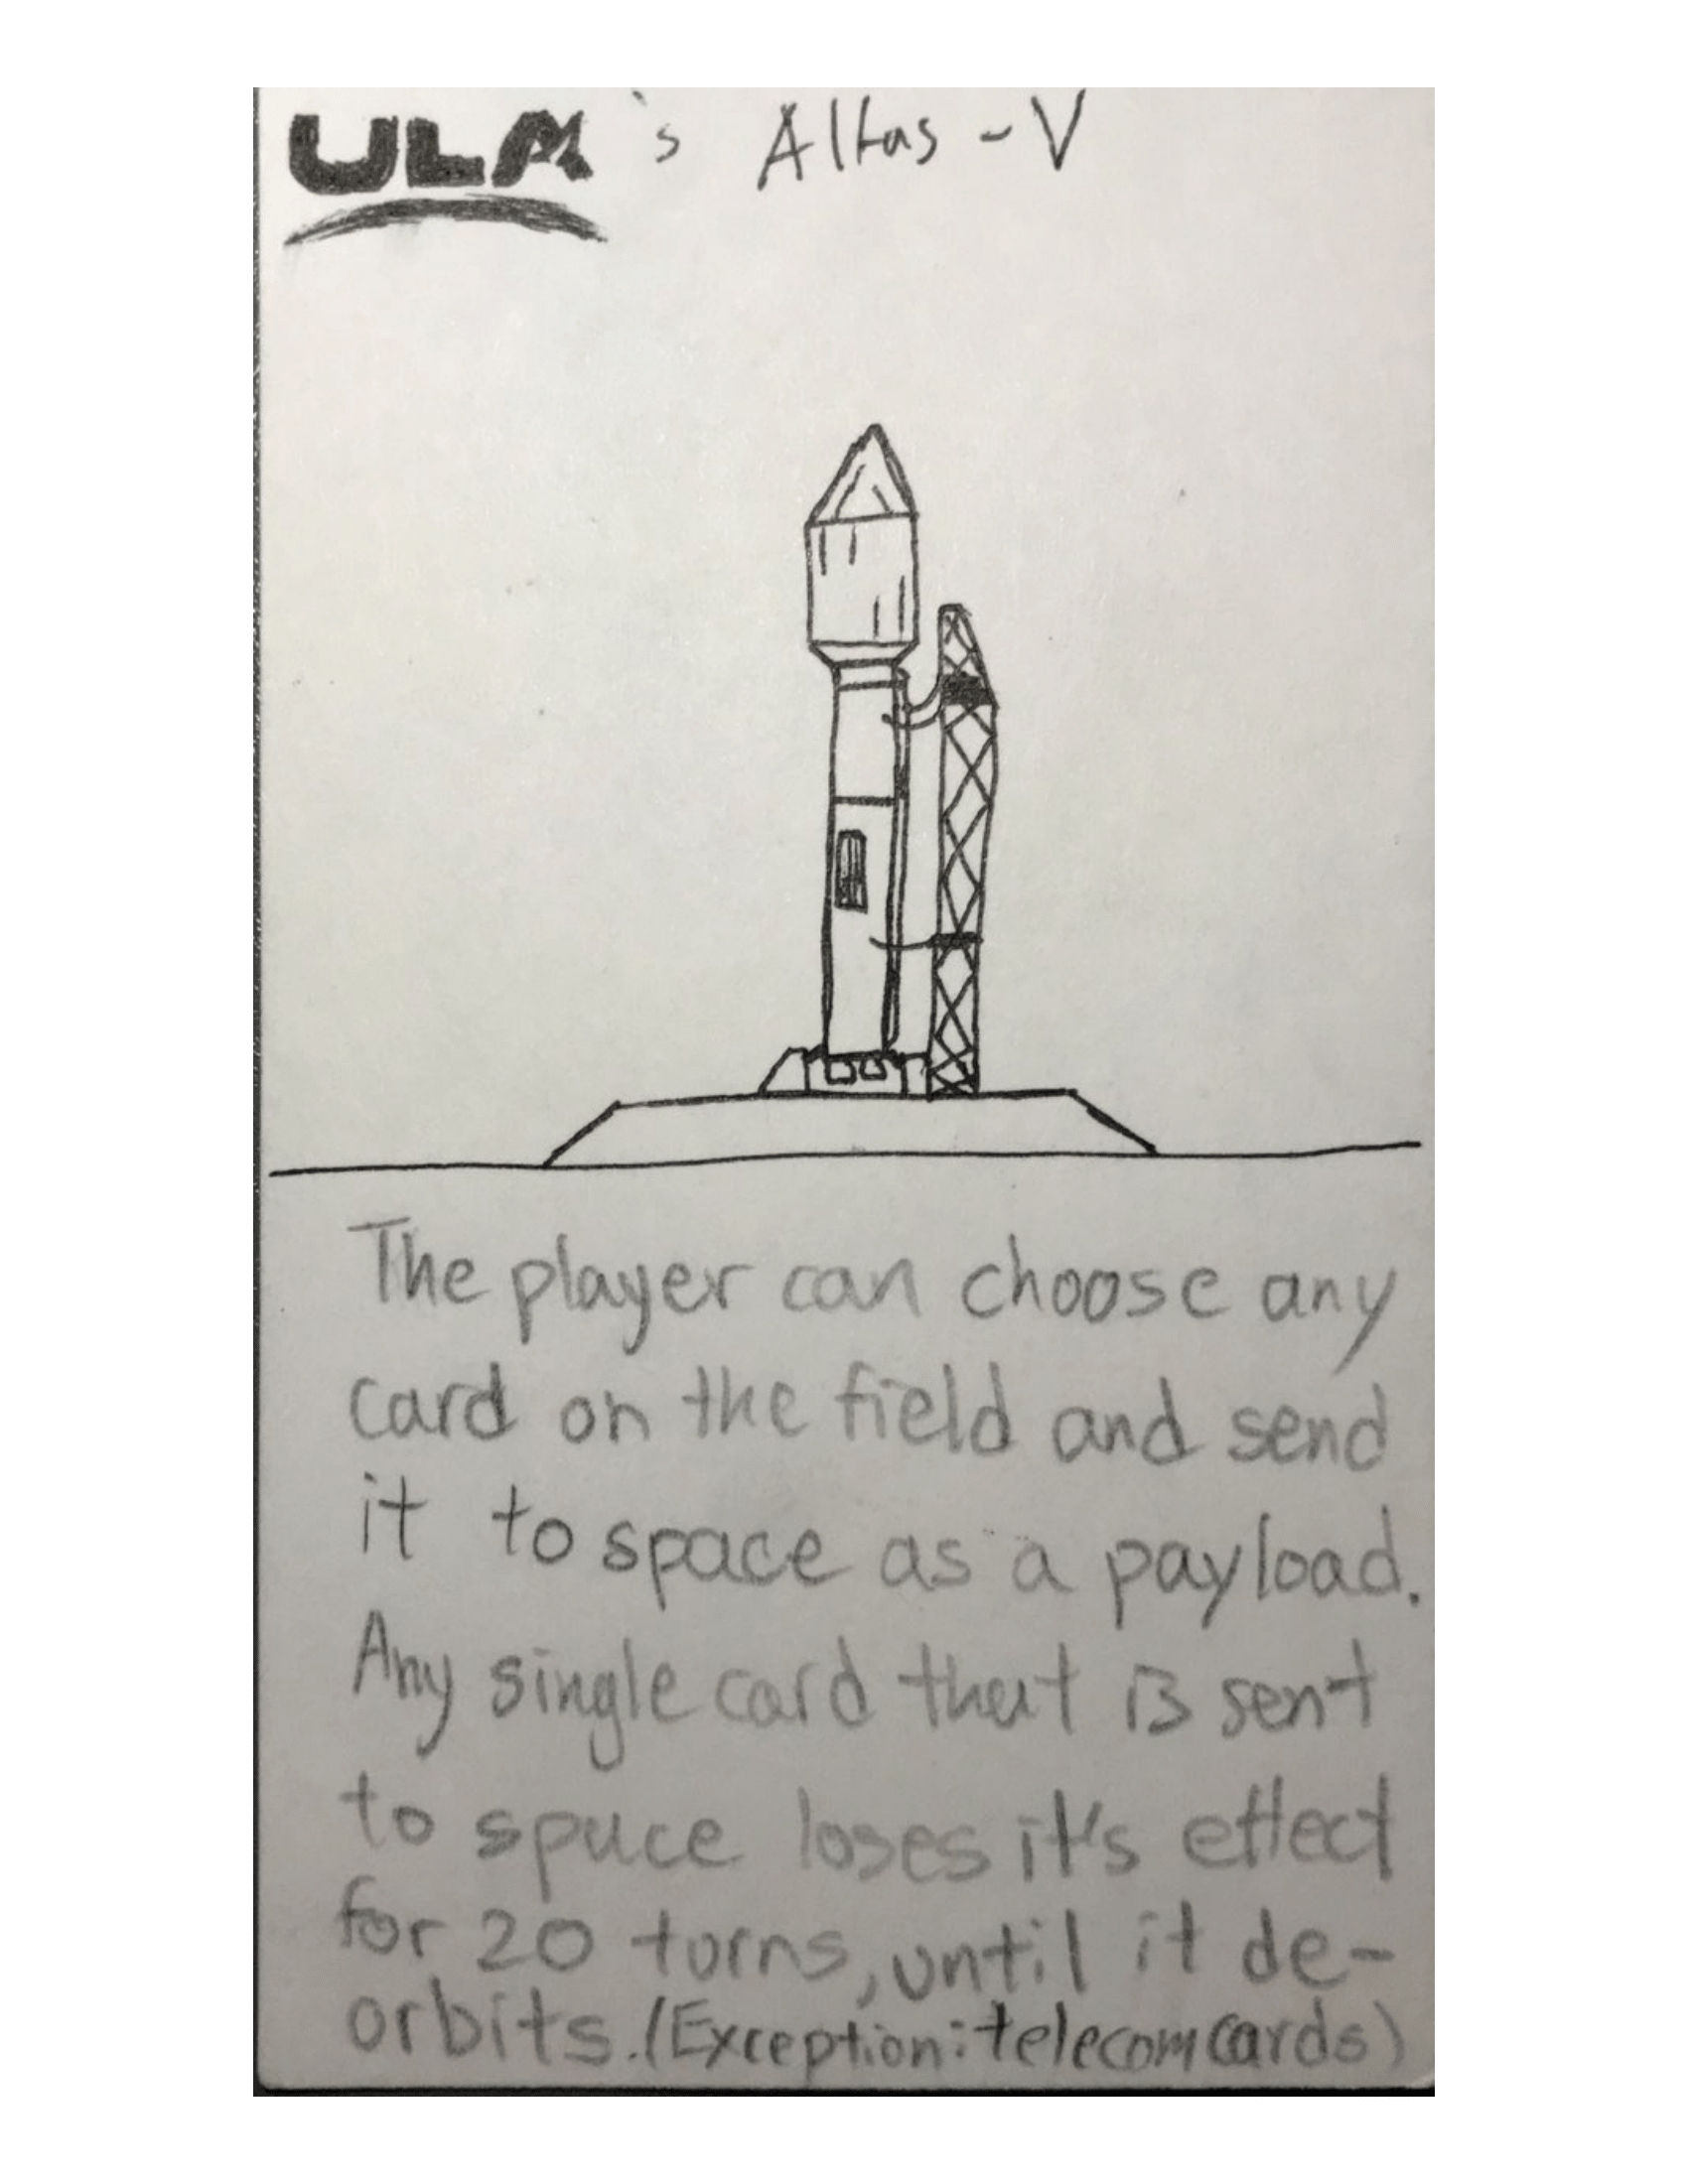 ULA's Altas-V
The player can choose any
card on the field and send
it to space as a payload.
Any single card that is sent
to space loses it's effect
for 20 turns, until it de-
orbits. (Exception: telecom cards)